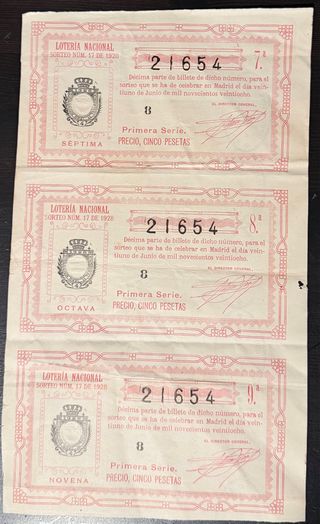 LOTERÍA NACIONAL
SORTEO NÚM. 17 DE 1928
21654
7.ª
Décima parte de billete de dicho número, para el
sorteo que se ha de celebrar en Madrid el día vein-
tiuno de Junio de mil novecientos veintiocho.
EL DIRECTOR GENERAL,
8
Primera Serie.
SÉPTIMA
PRECIO, CINCO PESETAS
LOTERÍA NACIONAL
SORTEO NÚM. 17 DE 1928
21654
8.ª
Décima parte de billete de dicho número, para el
sorteo que se ha de celebrar en Madrid el día vein-
tiuno de Junio de mil novecientos veintiocho.
EL DIRECTOR GENERAL,
8
Primera Serie.
OCTAVA
PRECIO, CINCO PESETAS
LOTERÍA NACIONAL
SORTEO NÚM. 17 DE 1928
21654
9.ª
Décima parte de billete de dicho número, para el
sorteo que se ha de celebrar en Madrid el día vein-
tiuno de Junio de mil novecientos veintiocho.
EL DIRECTOR GENERAL,
8
Primera Serie.
NOVENA
PRECIO, CINCO PESETAS